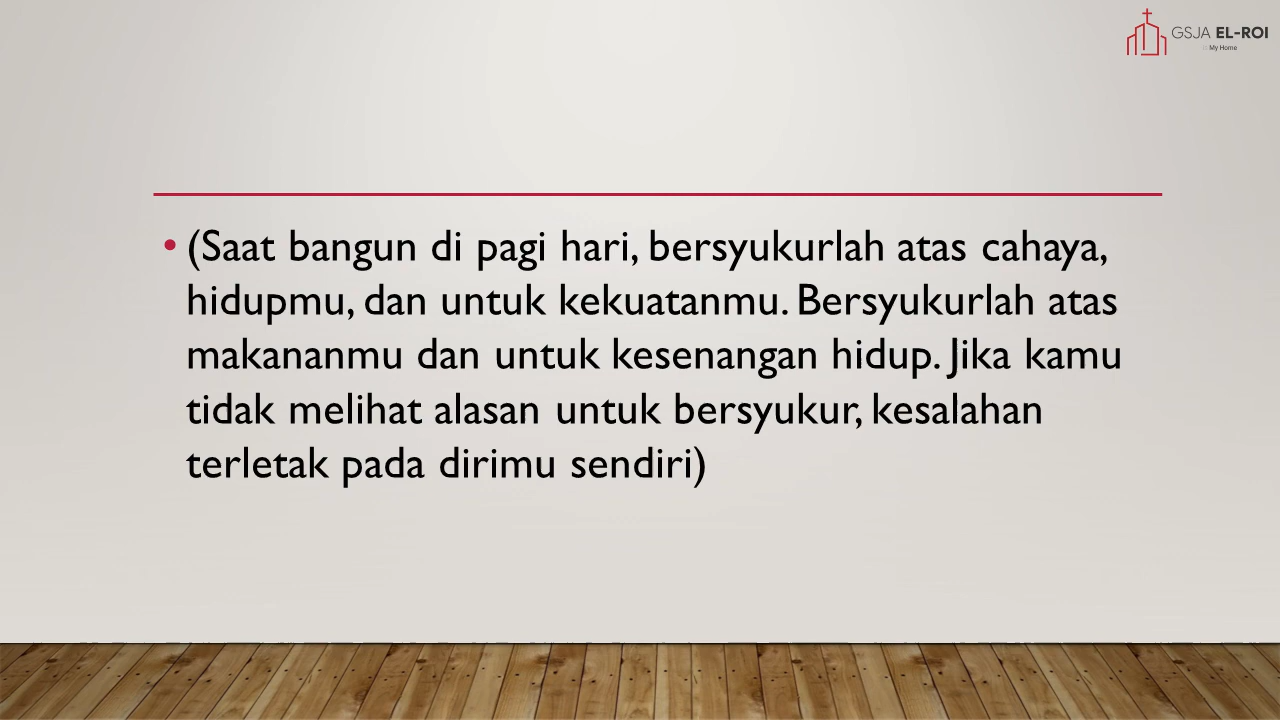 GSJA EL-ROI
My Home
• (Saat bangun di pagi hari, bersyukurlah atas cahaya,
hidupmu, dan untuk kekuatanmu. Bersyukurlah atas
makananmu dan untuk kesenangan hidup. Jika kamu
tidak melihat alasan untuk bersyukur, kesalahan
terletak pada dirimu sendiri)